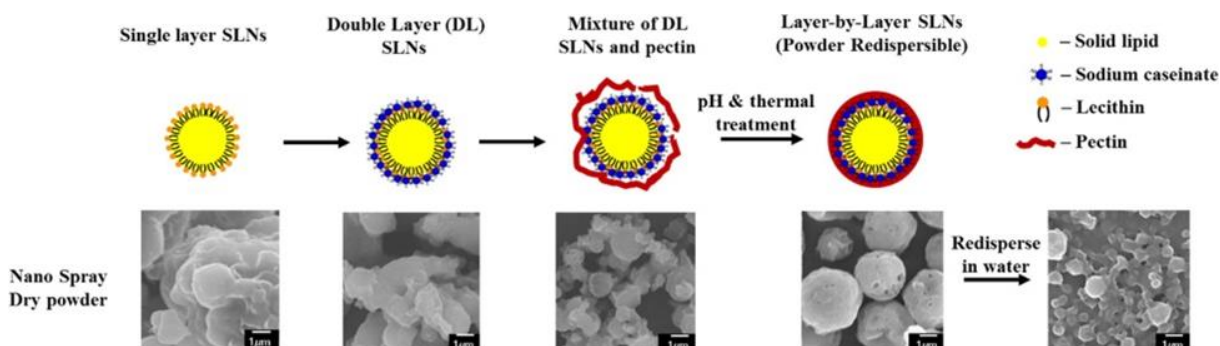 Single layer SLNs
Double Layer (DL)
SLNs
Mixture of DL
SLNs and pectin
Layer-by-Layer SLNs
(Powder Redispersible)
– Solid lipid
– Sodium caseinate
– Lecithin
– Pectin
pH & thermal
treatment
Nano Spray
Dry powder
Redisperse
in water
1μm
1μm
1μm
1μm
1μm